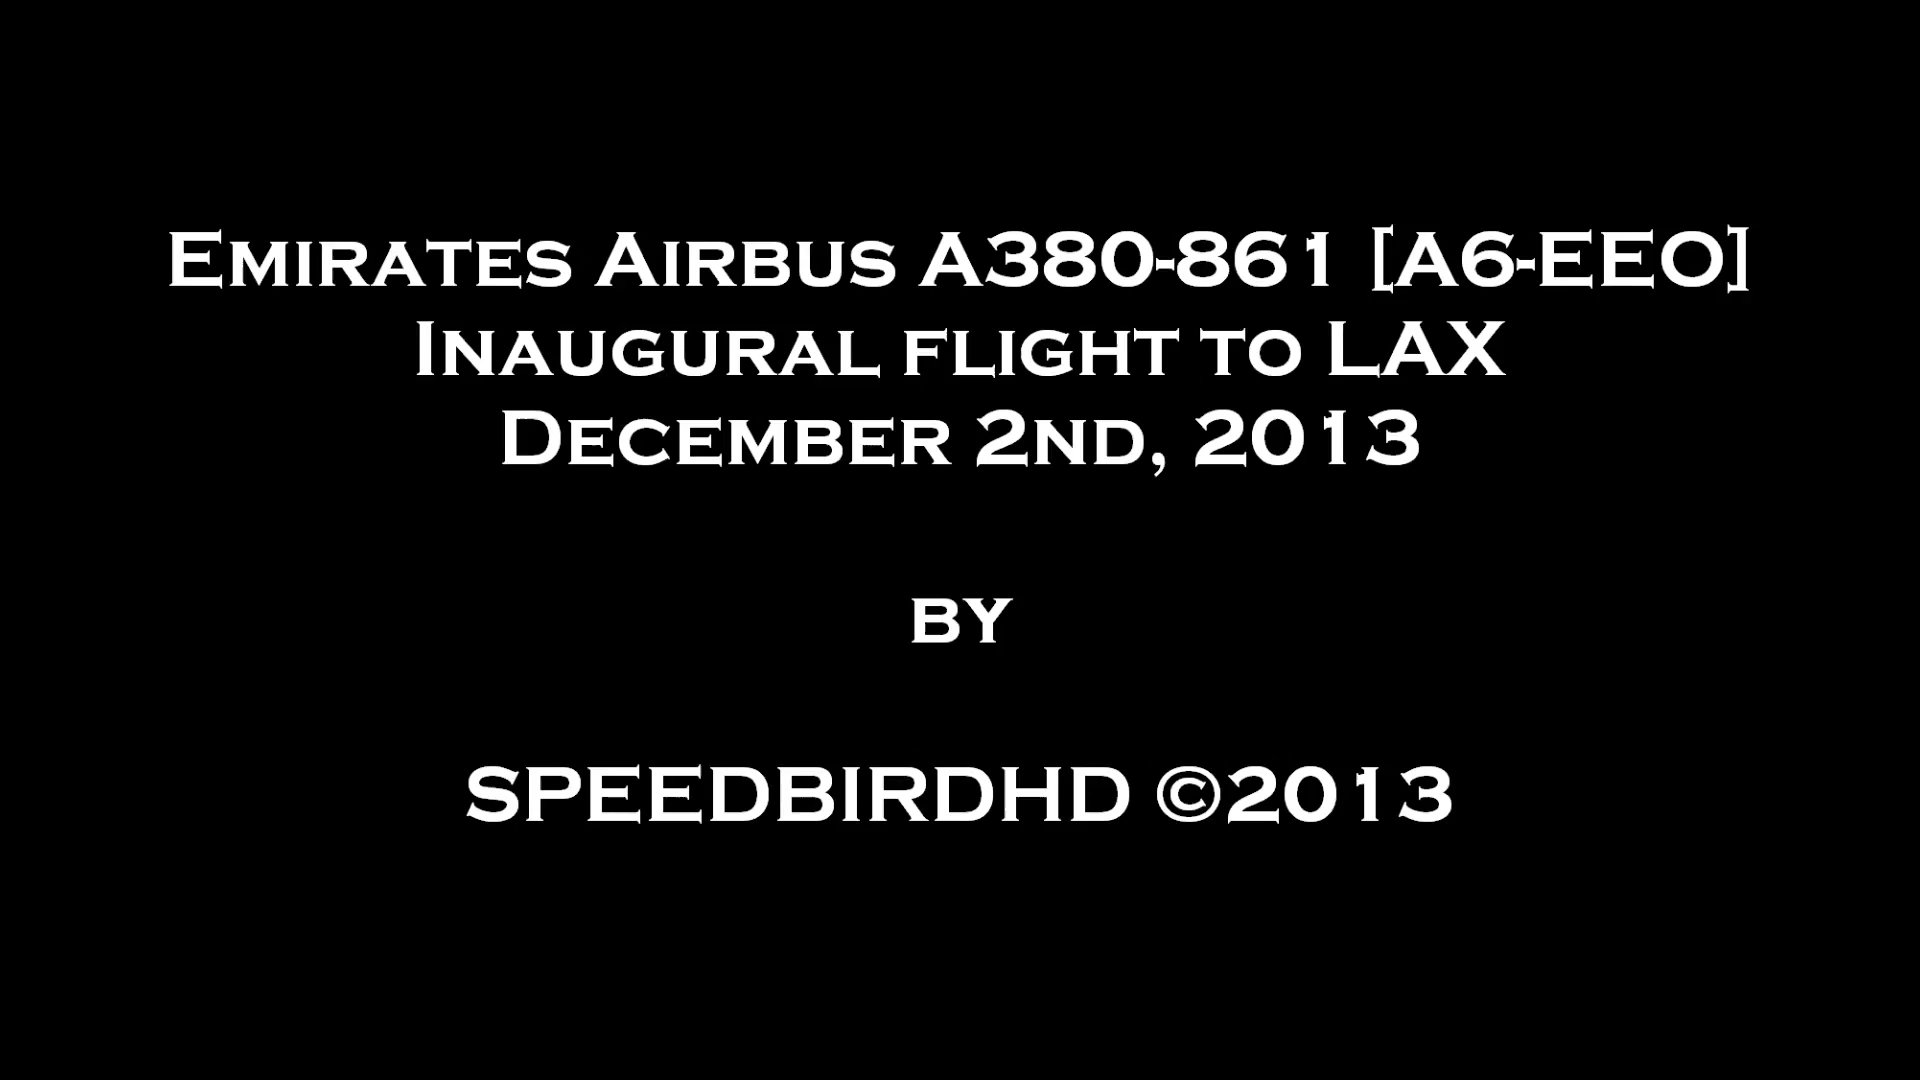 Emirates Airbus A380-861 [A6-EEO]
Inaugural flight to LAX
December 2nd, 2013
by
SPEEDBIRDHD ©2013